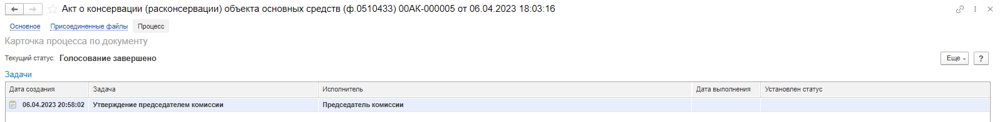 Акт о консервации (расконсервации) объекта основных средств (ф.0510433) 00АК-000005 от 06.04.2023 18:03:16
Основное Присоединенные файлы Процесс
Карточка процесса по документу
Текущий статус: Голосование завершено Еще ?
Задачи
Дата создания Задача Исполнитель Дата выполнения Установлен статус
06.04.2023 20:58:02 Утверждение председателем комиссии Председатель комиссии